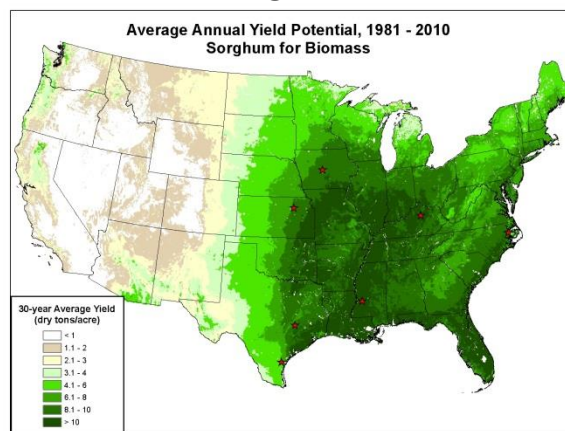 Average Annual Yield Potential, 1981 - 2010
Sorghum for Biomass
30-year Average Yield
(dry tons/acre)
< 1
1.1 - 2
2.1 - 3
3.1 - 4
4.1 - 6
6.1 - 8
8.1 - 10
> 10